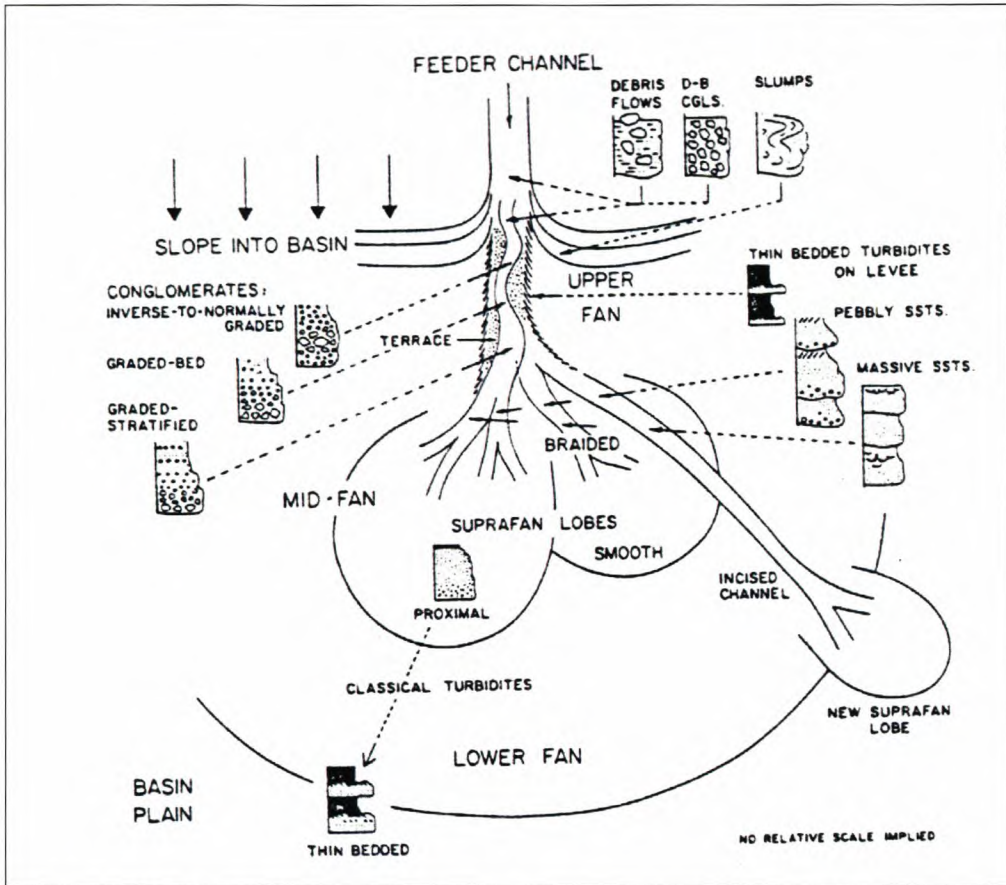 FEEDER CHANNEL
DEBRIS
FLOWS
D-B
CGLS.
SLUMPS
SLOPE INTO BASIN
CONGLOMERATES:
INVERSE-TO-NORMALLY
GRADED
GRADED-BED
GRADED-
STRATIFIED
UPPER
FAN
TERRACE
THIN BEDDED TURBIDITES
ON LEVEE
PEBBLY SSTS.
MASSIVE SSTS.
BRAIDED
MID-FAN
SUPRAFAN LOBES
SMOOTH
PROXIMAL
INCISED
CHANNEL
CLASSICAL TURBIDITES
NEW SUPRAFAN
LOBE
LOWER FAN
BASIN
PLAIN
THIN BEDDED
NO RELATIVE SCALE IMPLIED